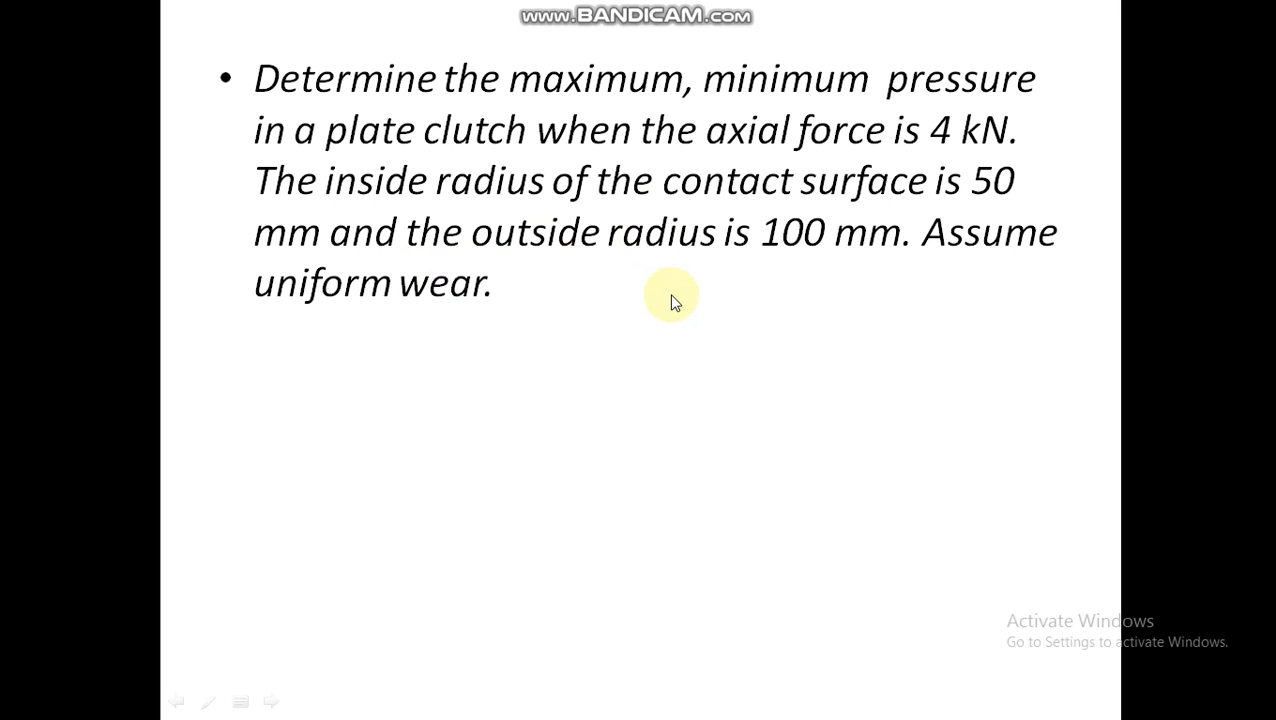 www.BANDICAM.com
• Determine the maximum, minimum pressure
in a plate clutch when the axial force is 4 kN.
The inside radius of the contact surface is 50
mm and the outside radius is 100 mm. Assume
uniform wear.
Activate Windows
Go to Settings to activate Windows.